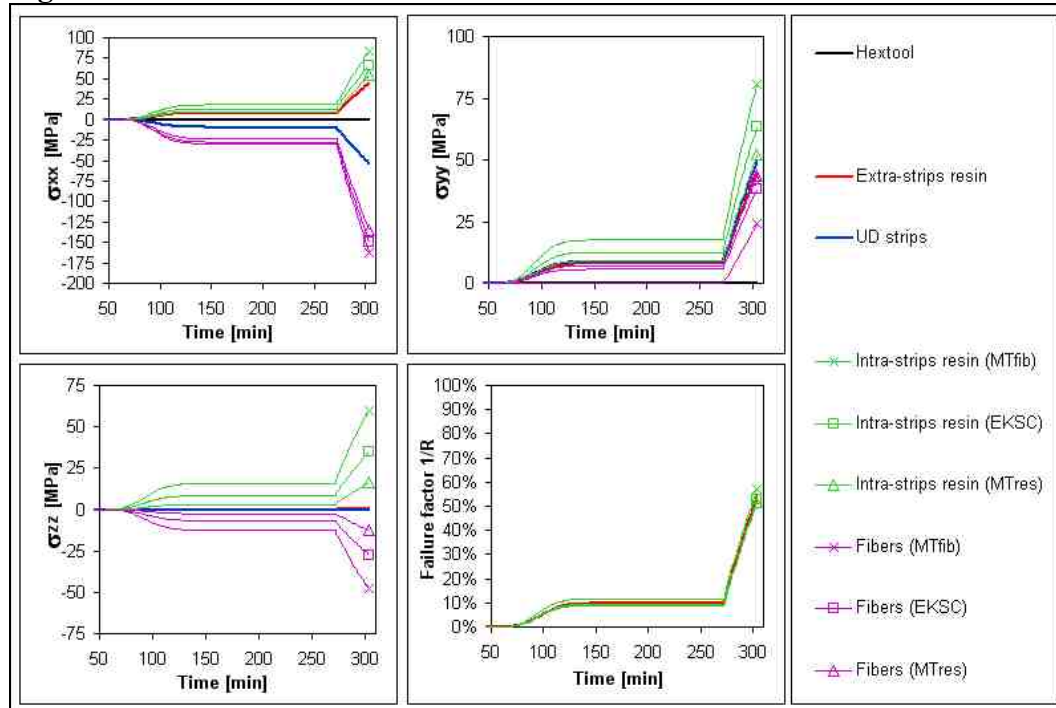 100
75
50
25
0
-25
-50
-75
-100
-125
-150
-175
-200
σxx [MPa]
50 100 150 200 250 300
Time [min]
100
75
50
25
0
σyy [MPa]
50 100 150 200 250 300
Time [min]
75
50
25
0
-25
-50
-75
σzz [MPa]
50 100 150 200 250 300
Time [min]
100%
90%
80%
70%
60%
50%
40%
30%
20%
10%
0%
Failure factor 1/R
50 100 150 200 250 300
Time [min]
Hextool
Extra-strips resin
UD strips
Intra-strips resin (MTfib)
Intra-strips resin (EKSC)
Intra-strips resin (MTres)
Fibers (MTfib)
Fibers (EKSC)
Fibers (MTres)